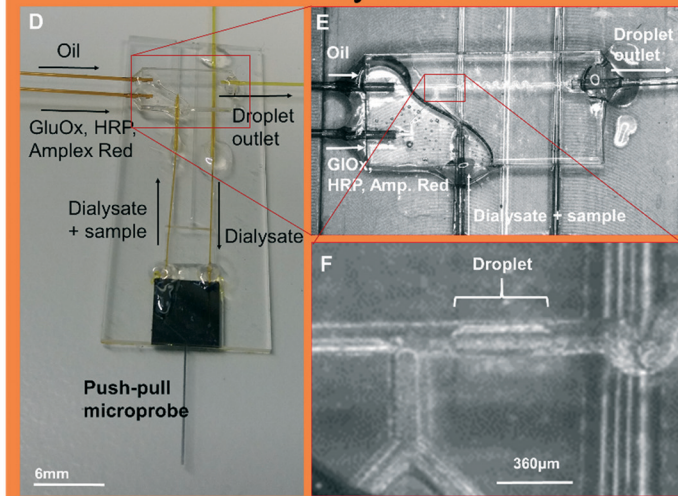 D
Oil
GluOx, HRP,
Amplex Red
Droplet
outlet
Dialysate
+ sample
Dialysate
Push-pull
microprobe
6mm
E
Oil
Droplet
outlet
GlOx,
HRP, Amp. Red
Dialysate + sample
F
Droplet
360µm